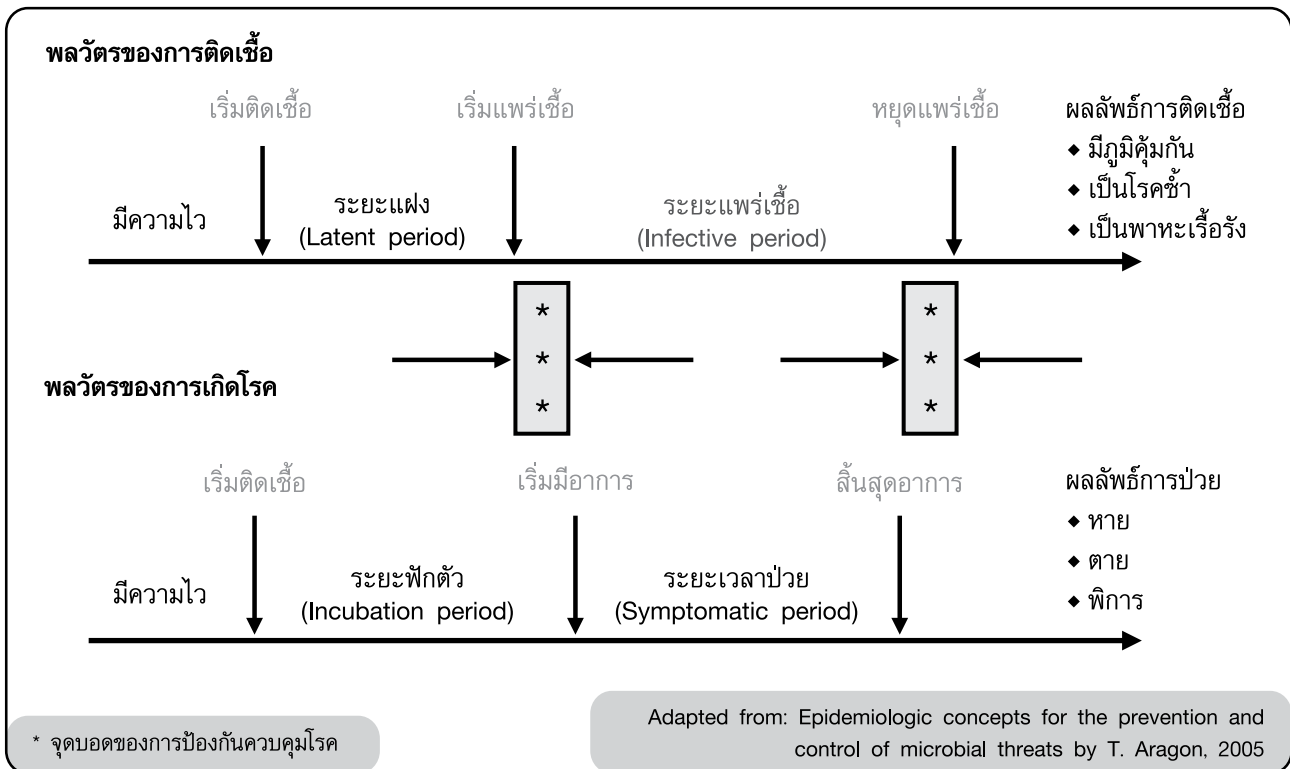 พลวัตรของการติดเชื้อ
เริ่มติดเชื้อ
เริ่มแพร่เชื้อ
หยุดแพร่เชื้อ
ผลลัพธ์การติดเชื้อ
◆ มีภูมิคุ้มกัน
◆ เป็นโรคซ้ำ
◆ เป็นพาหะเรื้อรัง
มีความไว
ระยะแฝง
(Latent period)
ระยะแพร่เชื้อ
(Infective period)
*
*
*
*
*
*
พลวัตรของการเกิดโรค
เริ่มติดเชื้อ
เริ่มมีอาการ
สิ้นสุดอาการ
ผลลัพธ์การป่วย
◆ หาย
◆ ตาย
◆ พิการ
มีความไว
ระยะฟักตัว
(Incubation period)
ระยะเวลาป่วย
(Symptomatic period)
* จุดบอดของการป้องกันควบคุมโรค
Adapted from: Epidemiologic concepts for the prevention and
control of microbial threats by T. Aragon, 2005